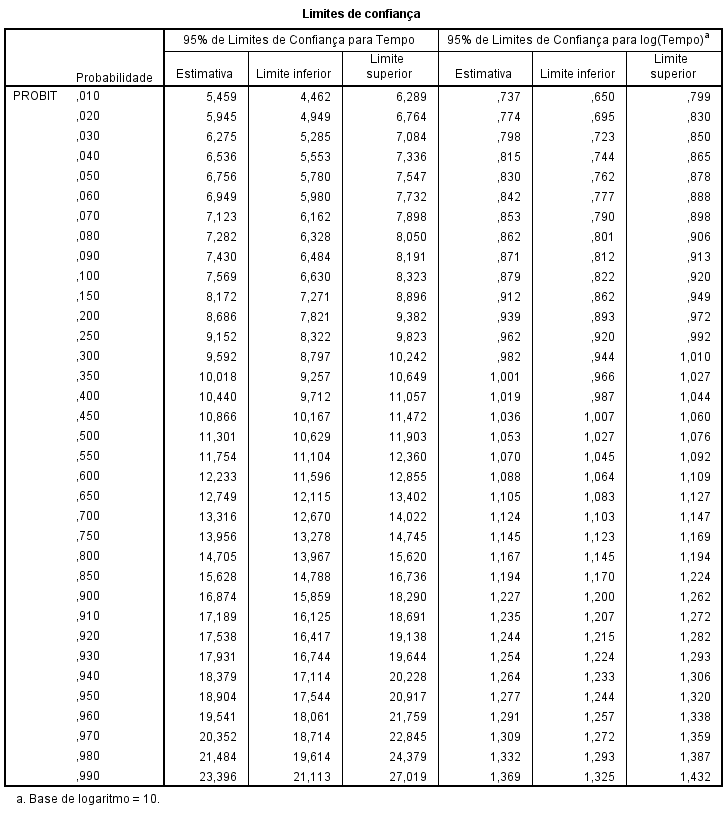 Limites de confiança
95% de Limites de Confiança para Tempo 95% de Limites de Confiança para log(Tempo)a
Probabilidade Estimativa Limite inferior Limite superior Estimativa Limite inferior Limite superior
PROBIT ,010 5,459 4,462 6,289 ,737 ,650 ,799
,020 5,945 4,949 6,764 ,774 ,695 ,830
,030 6,275 5,285 7,084 ,798 ,723 ,850
,040 6,536 5,553 7,336 ,815 ,744 ,865
,050 6,756 5,780 7,547 ,830 ,762 ,878
,060 6,949 5,980 7,732 ,842 ,777 ,888
,070 7,123 6,162 7,898 ,853 ,790 ,898
,080 7,282 6,328 8,050 ,862 ,801 ,906
,090 7,430 6,484 8,191 ,871 ,812 ,913
,100 7,569 6,630 8,323 ,879 ,822 ,920
,150 8,172 7,271 8,896 ,912 ,862 ,949
,200 8,686 7,821 9,382 ,939 ,893 ,972
,250 9,152 8,322 9,823 ,962 ,920 ,992
,300 9,592 8,797 10,242 ,982 ,944 1,010
,350 10,018 9,257 10,649 1,001 ,966 1,027
,400 10,440 9,712 11,057 1,019 ,987 1,044
,450 10,866 10,167 11,472 1,036 1,007 1,060
,500 11,301 10,629 11,903 1,053 1,027 1,076
,550 11,754 11,104 12,360 1,070 1,045 1,092
,600 12,233 11,596 12,855 1,088 1,064 1,109
,650 12,749 12,115 13,402 1,105 1,083 1,127
,700 13,316 12,670 14,022 1,124 1,103 1,147
,750 13,956 13,278 14,745 1,145 1,123 1,169
,800 14,705 13,967 15,620 1,167 1,145 1,194
,850 15,628 14,788 16,736 1,194 1,170 1,224
,900 16,874 15,859 18,290 1,227 1,200 1,262
,910 17,189 16,125 18,691 1,235 1,207 1,272
,920 17,538 16,417 19,138 1,244 1,215 1,282
,930 17,931 16,744 19,644 1,254 1,224 1,293
,940 18,379 17,114 20,228 1,264 1,233 1,306
,950 18,904 17,544 20,917 1,277 1,244 1,320
,960 19,541 18,061 21,759 1,291 1,257 1,338
,970 20,352 18,714 22,845 1,309 1,272 1,359
,980 21,484 19,614 24,379 1,332 1,293 1,387
,990 23,396 21,113 27,019 1,369 1,325 1,432
a. Base de logaritmo = 10.